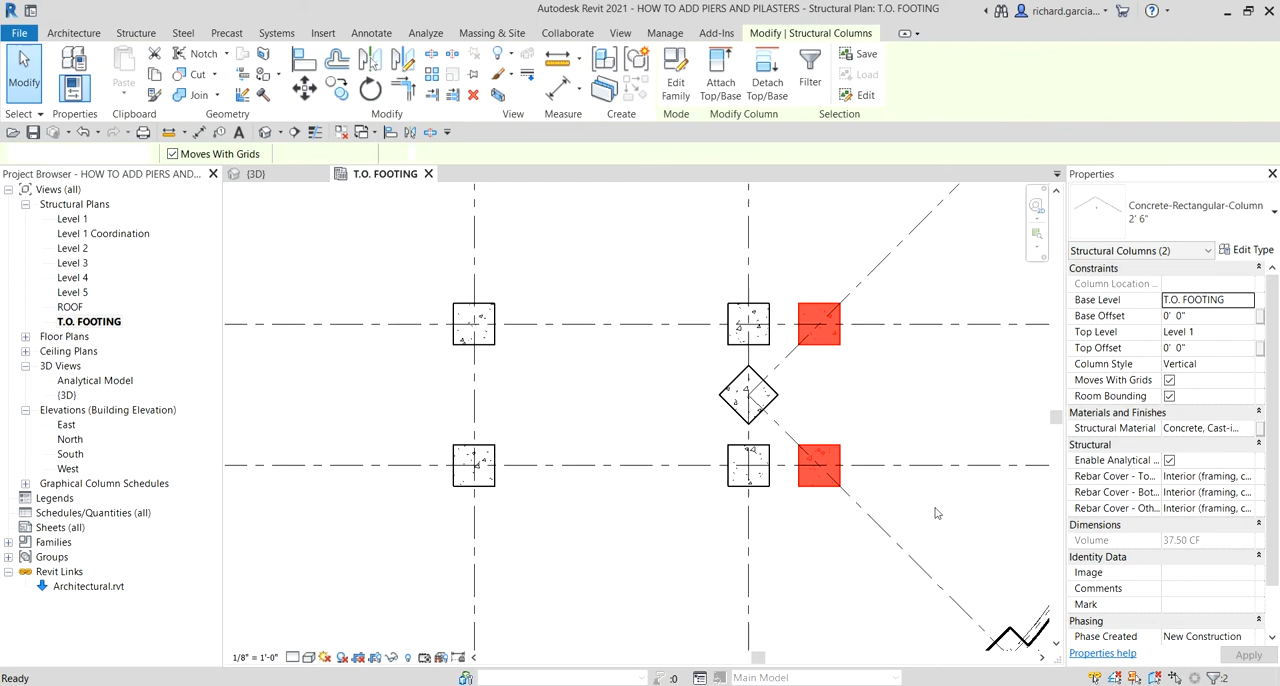 Autodesk Revit 2021 - HOW TO ADD PIERS AND PILASTERS - Structural Plan: T.O. FOOTING
richard.garcia...
File Architecture Structure Steel Precast Systems Insert Annotate Analyze Massing & Site Collaborate View Manage Add-Ins Modify | Structural Columns
Modify
Paste
Notch
Cut
Join
Edit
Family
Attach
Top/Base
Detach
Top/Base
Filter
Save
Load
Edit
Select Properties Clipboard Geometry Modify View Measure Create Mode Modify Column Selection
Moves With Grids
Project Browser - HOW TO ADD PIERS AND...
Views (all)
Structural Plans
Level 1
Level 1 Coordination
Level 2
Level 3
Level 4
Level 5
ROOF
T.O. FOOTING
Floor Plans
Ceiling Plans
3D Views
Analytical Model
{3D}
Elevations (Building Elevation)
East
North
South
West
Graphical Column Schedules
Legends
Schedules/Quantities (all)
Sheets (all)
Families
Groups
Revit Links
Architectural.rvt
{3D}
T.O. FOOTING
2D
1/8" = 1'-0"
Properties
Concrete-Rectangular-Column
2' 6"
Structural Columns (2)
Edit Type
Constraints
Column Location ...
Base Level T.O. FOOTING
Base Offset 0' 0"
Top Level Level 1
Top Offset 0' 0"
Column Style Vertical
Moves With Grids
Room Bounding
Materials and Finishes
Structural Material Concrete, Cast-i...
Structural
Enable Analytical ...
Rebar Cover - To... Interior (framing, c...
Rebar Cover - Bot... Interior (framing, c...
Rebar Cover - Oth... Interior (framing, c...
Dimensions
Volume 37.50 CF
Identity Data
Image
Comments
Mark
Phasing
Phase Created New Construction
Properties help
Apply
Ready
:0
Main Model
:2